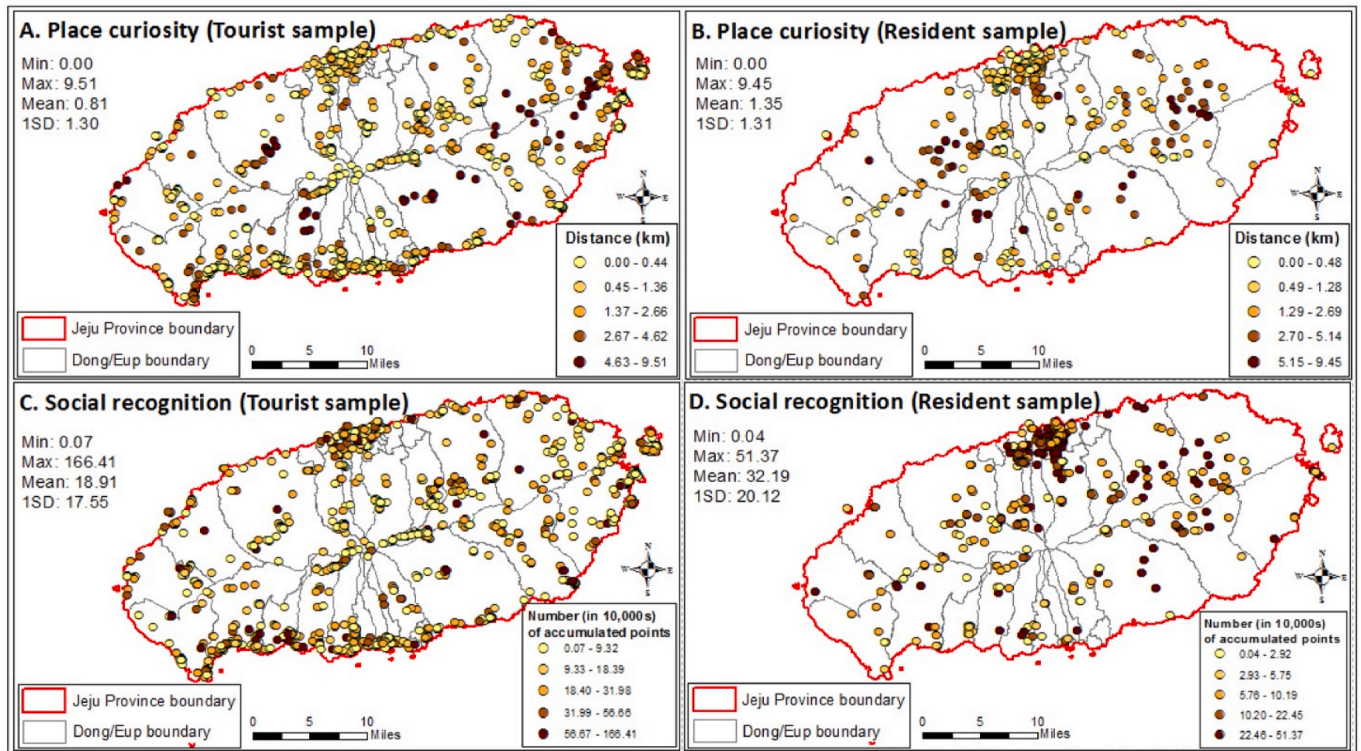 A. Place curiosity (Tourist sample)
Min: 0.00
Max: 9.51
Mean: 0.81
1SD: 1.30
N
W E
S
Distance (km)
0.00 - 0.44
0.45 - 1.36
1.37 - 2.66
2.67 - 4.62
4.63 - 9.51
Jeju Province boundary
Dong/Eup boundary
0 5 10
Miles
B. Place curiosity (Resident sample)
Min: 0.00
Max: 9.45
Mean: 1.35
1SD: 1.31
N
W E
S
Distance (km)
0.00 - 0.48
0.49 - 1.28
1.29 - 2.69
2.70 - 5.14
5.15 - 9.45
Jeju Province boundary
Dong/Eup boundary
0 5 10
Miles
C. Social recognition (Tourist sample)
Min: 0.07
Max: 166.41
Mean: 18.91
1SD: 17.55
N
W E
S
Number (in 10,000s)
of accumulated points
0.07 - 9.32
9.33 - 18.39
18.40 - 31.98
31.99 - 56.66
56.67 - 166.41
Jeju Province boundary
Dong/Eup boundary
0 5 10
Miles
D. Social recognition (Resident sample)
Min: 0.04
Max: 51.37
Mean: 32.19
1SD: 20.12
N
W E
S
Number (in 10,000s)
of accumulated points
0.04 - 2.92
2.93 - 5.75
5.76 - 10.19
10.20 - 22.45
22.46 - 51.37
Jeju Province boundary
Dong/Eup boundary
0 5 10
Miles